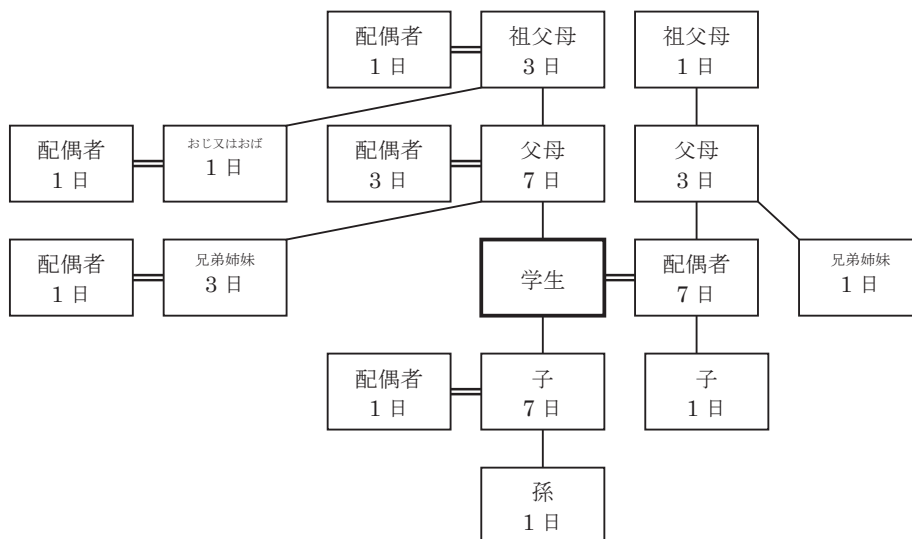 配偶者
1 日
祖父母
3 日
祖父母
1 日
配偶者
1 日
おじ又はおば
1 日
配偶者
3 日
父母
7 日
父母
3 日
配偶者
1 日
兄弟姉妹
3 日
学生
配偶者
7 日
兄弟姉妹
1 日
配偶者
1 日
子
7 日
子
1 日
孫
1 日